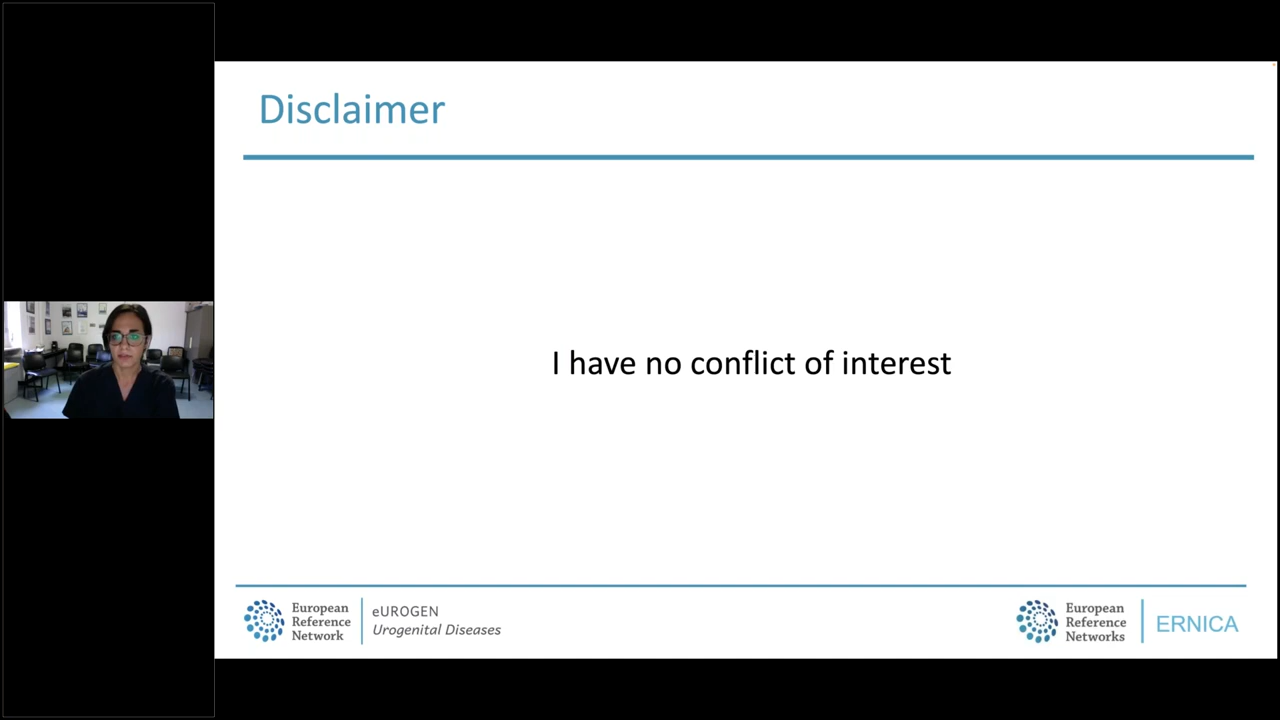 Disclaimer
I have no conflict of interest
European
Reference
Network
eUROGEN
Urogenital Diseases
European
Reference
Networks
ERNICA